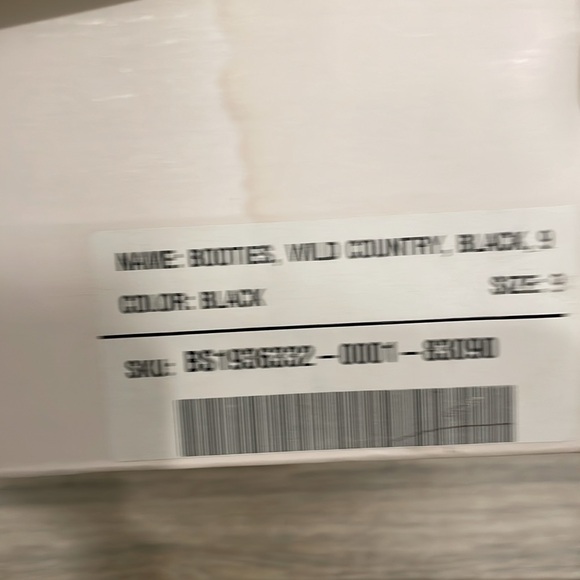 NAME: BOOTIES, WILD COUNTRY, BLACK, 9
COLOR: BLACK
SIZE: 9
SKU: